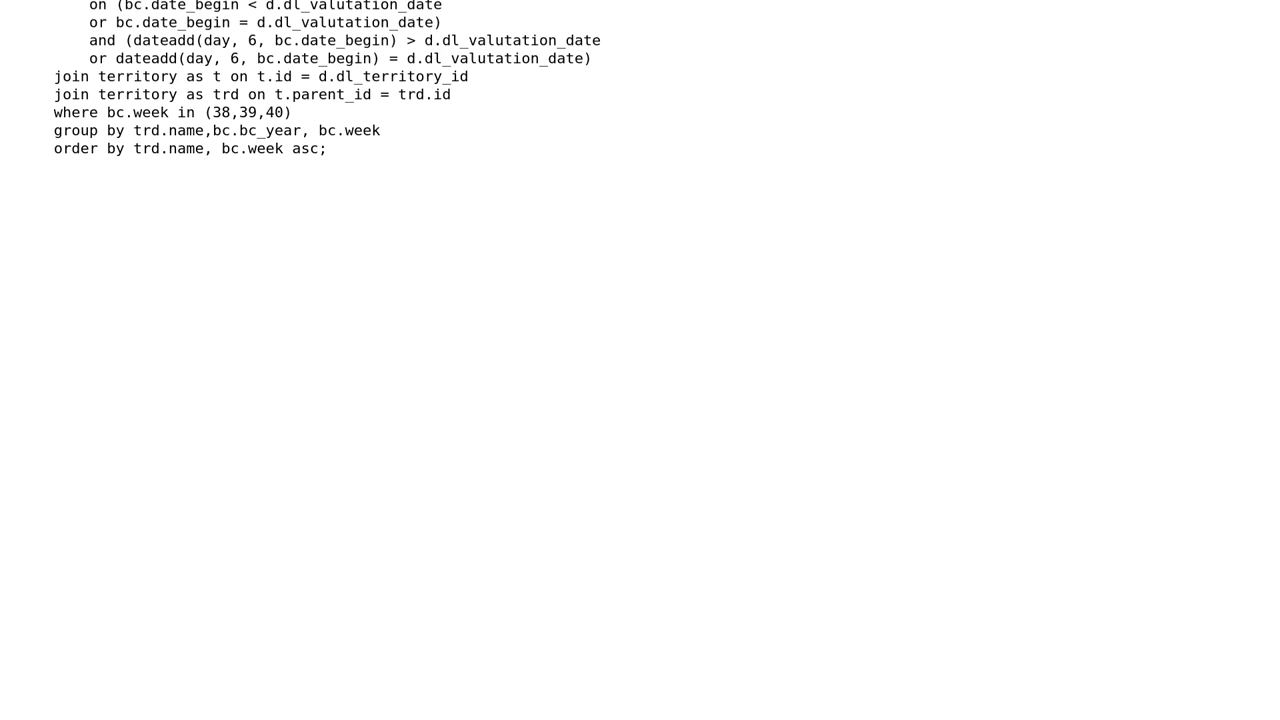 on (bc.date_begin < d.dl_valutation_date
or bc.date_begin = d.dl_valutation_date)
and (dateadd(day, 6, bc.date_begin) > d.dl_valutation_date
or dateadd(day, 6, bc.date_begin) = d.dl_valutation_date)
join territory as t on t.id = d.dl_territory_id
join territory as trd on t.parent_id = trd.id
where bc.week in (38,39,40)
group by trd.name,bc.bc_year, bc.week
order by trd.name, bc.week asc;